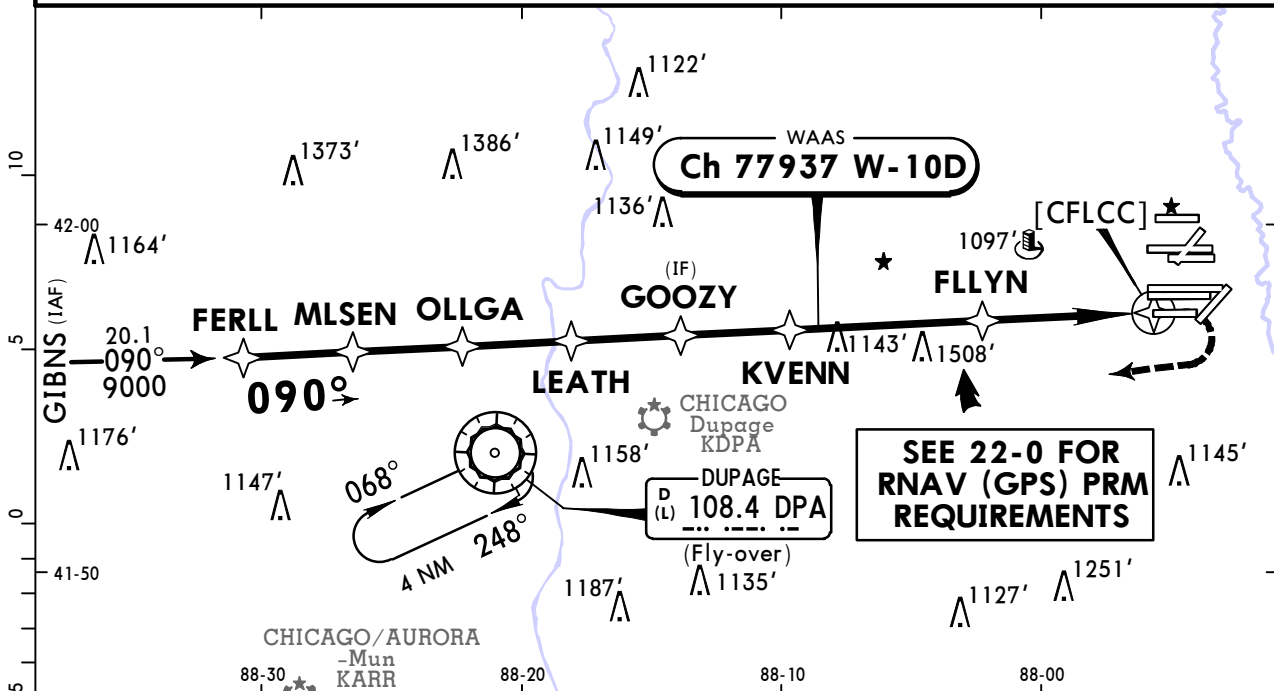 1122'
1149'
1386'
1373'
WAAS
Ch 77937 W-10D
10
1136'
[CFLCC]
42-00
1164'
1097'
L
(IF)
GOOZY
FLLYN
FERLL
MLSEN
OLLGA
GIBNS (IAF)
20.1
090°
9000
5
1143'
1508'
090°
LEATH
KVENN
CHICAGO
Dupage
KDPA
1176'
1158'
1147'
068°
248°
4 NM
DUPAGE
D
(L)
108.4 DPA
(Fly-over)
SEE 22-0 FOR
RNAV (GPS) PRM
REQUIREMENTS
1145'
0
41-50
1187'
1135'
1127'
1251'
CHICAGO/AURORA
-Mun
KARR
5
88-30
88-20
88-10
88-00